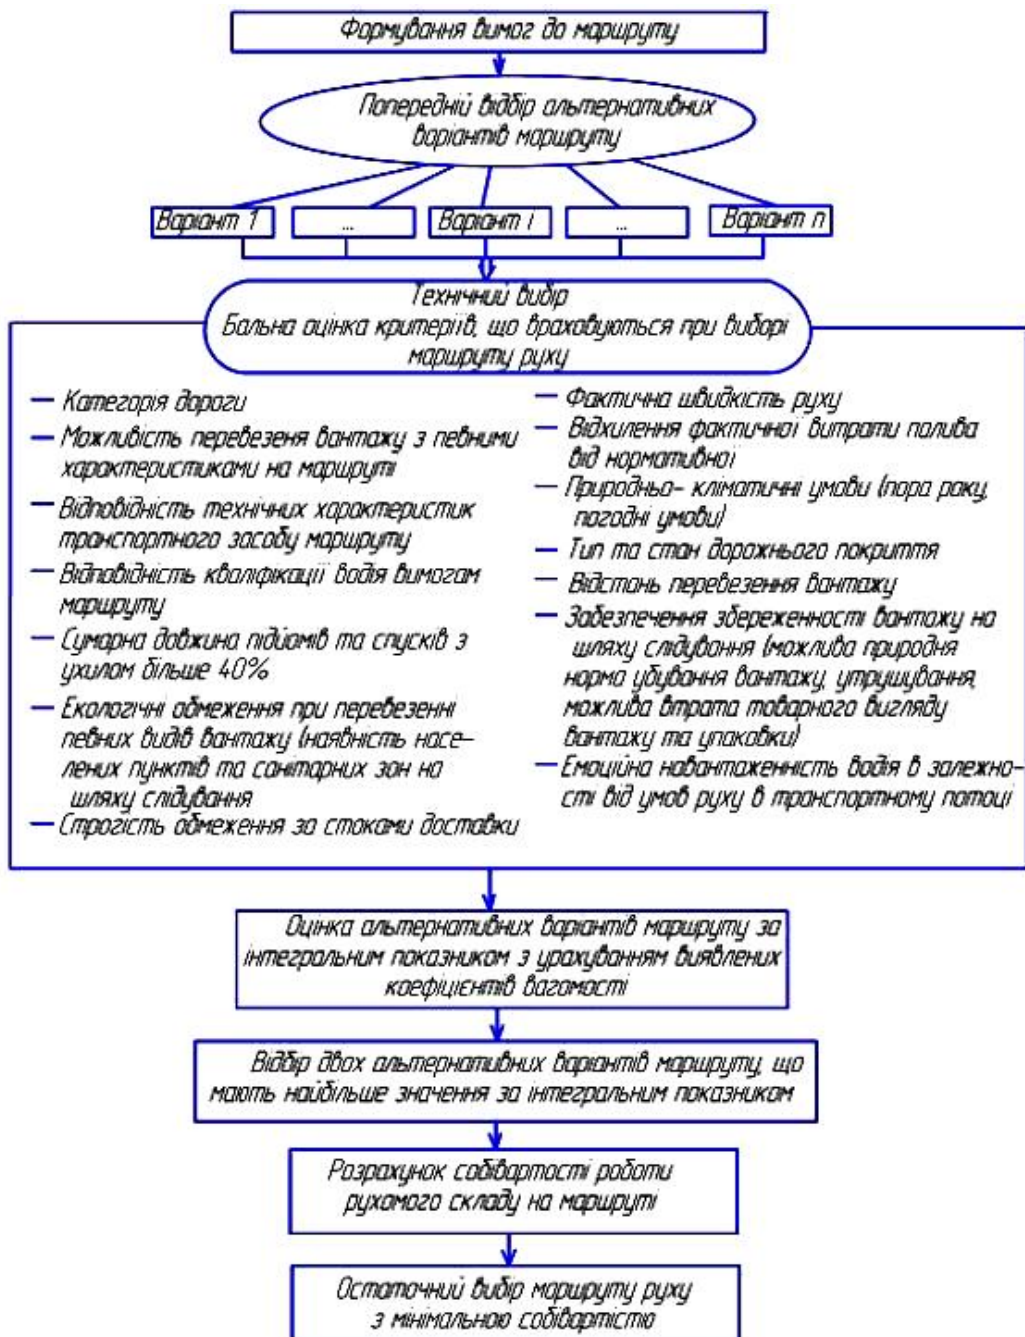 Формування вимог до маршруту
Попередній відбір альтернативних
варіантів маршруту
Варіант 1
...
Варіант i
...
Варіант n
Технічний вибір
Бальна оцінка критеріїв, що враховуються при виборі
маршруту руху
— Категорія дороги
— Можливість перевезеня вантажу з певними
характеристиками на маршруті
— Відповідність технічних характеристик
транспортного засобу маршруту
— Відповідність кваліфікації водія вимогам
маршруту
— Сумарна довжина підйомів та спусків з
ухилом більше 40%
— Екологічні обмеження при перевезенні
певних видів вантажу (наявність насе-
лених пунктів та санітарних зон на
шляху слідування
— Строгість обмеження за стоками доставки
— Фактична швидкість руху
— Відхилення фактичної витрати палива
від нормативної
— Природньо- кліматичні умови (пора року,
погодні умови)
— Тип та стан дорожнього покриття
— Відстань перевезення вантажу
— Забезпечення збереженності вантажу на
шляху слідування (можлива природня
норма убування вантажу, утрушування,
можлива втрата товарного вигляду
вантажу та упаковки)
— Емоційна навантаженність водія в залежно-
сті від умов руху в транспортному потоці
Оцінка альтернативних варіантів маршруту за
інтегральним показником з урахуванням виявлених
коефіцієнтів вагомості
Відбір двох альтернативних варіантів маршруту, що
мають найбільше значення за інтегральним показником
Розрахунок собівартості роботи
рухомого складу на маршруті
Остаточний вибір маршруту руху
з мінімальною собівартістю